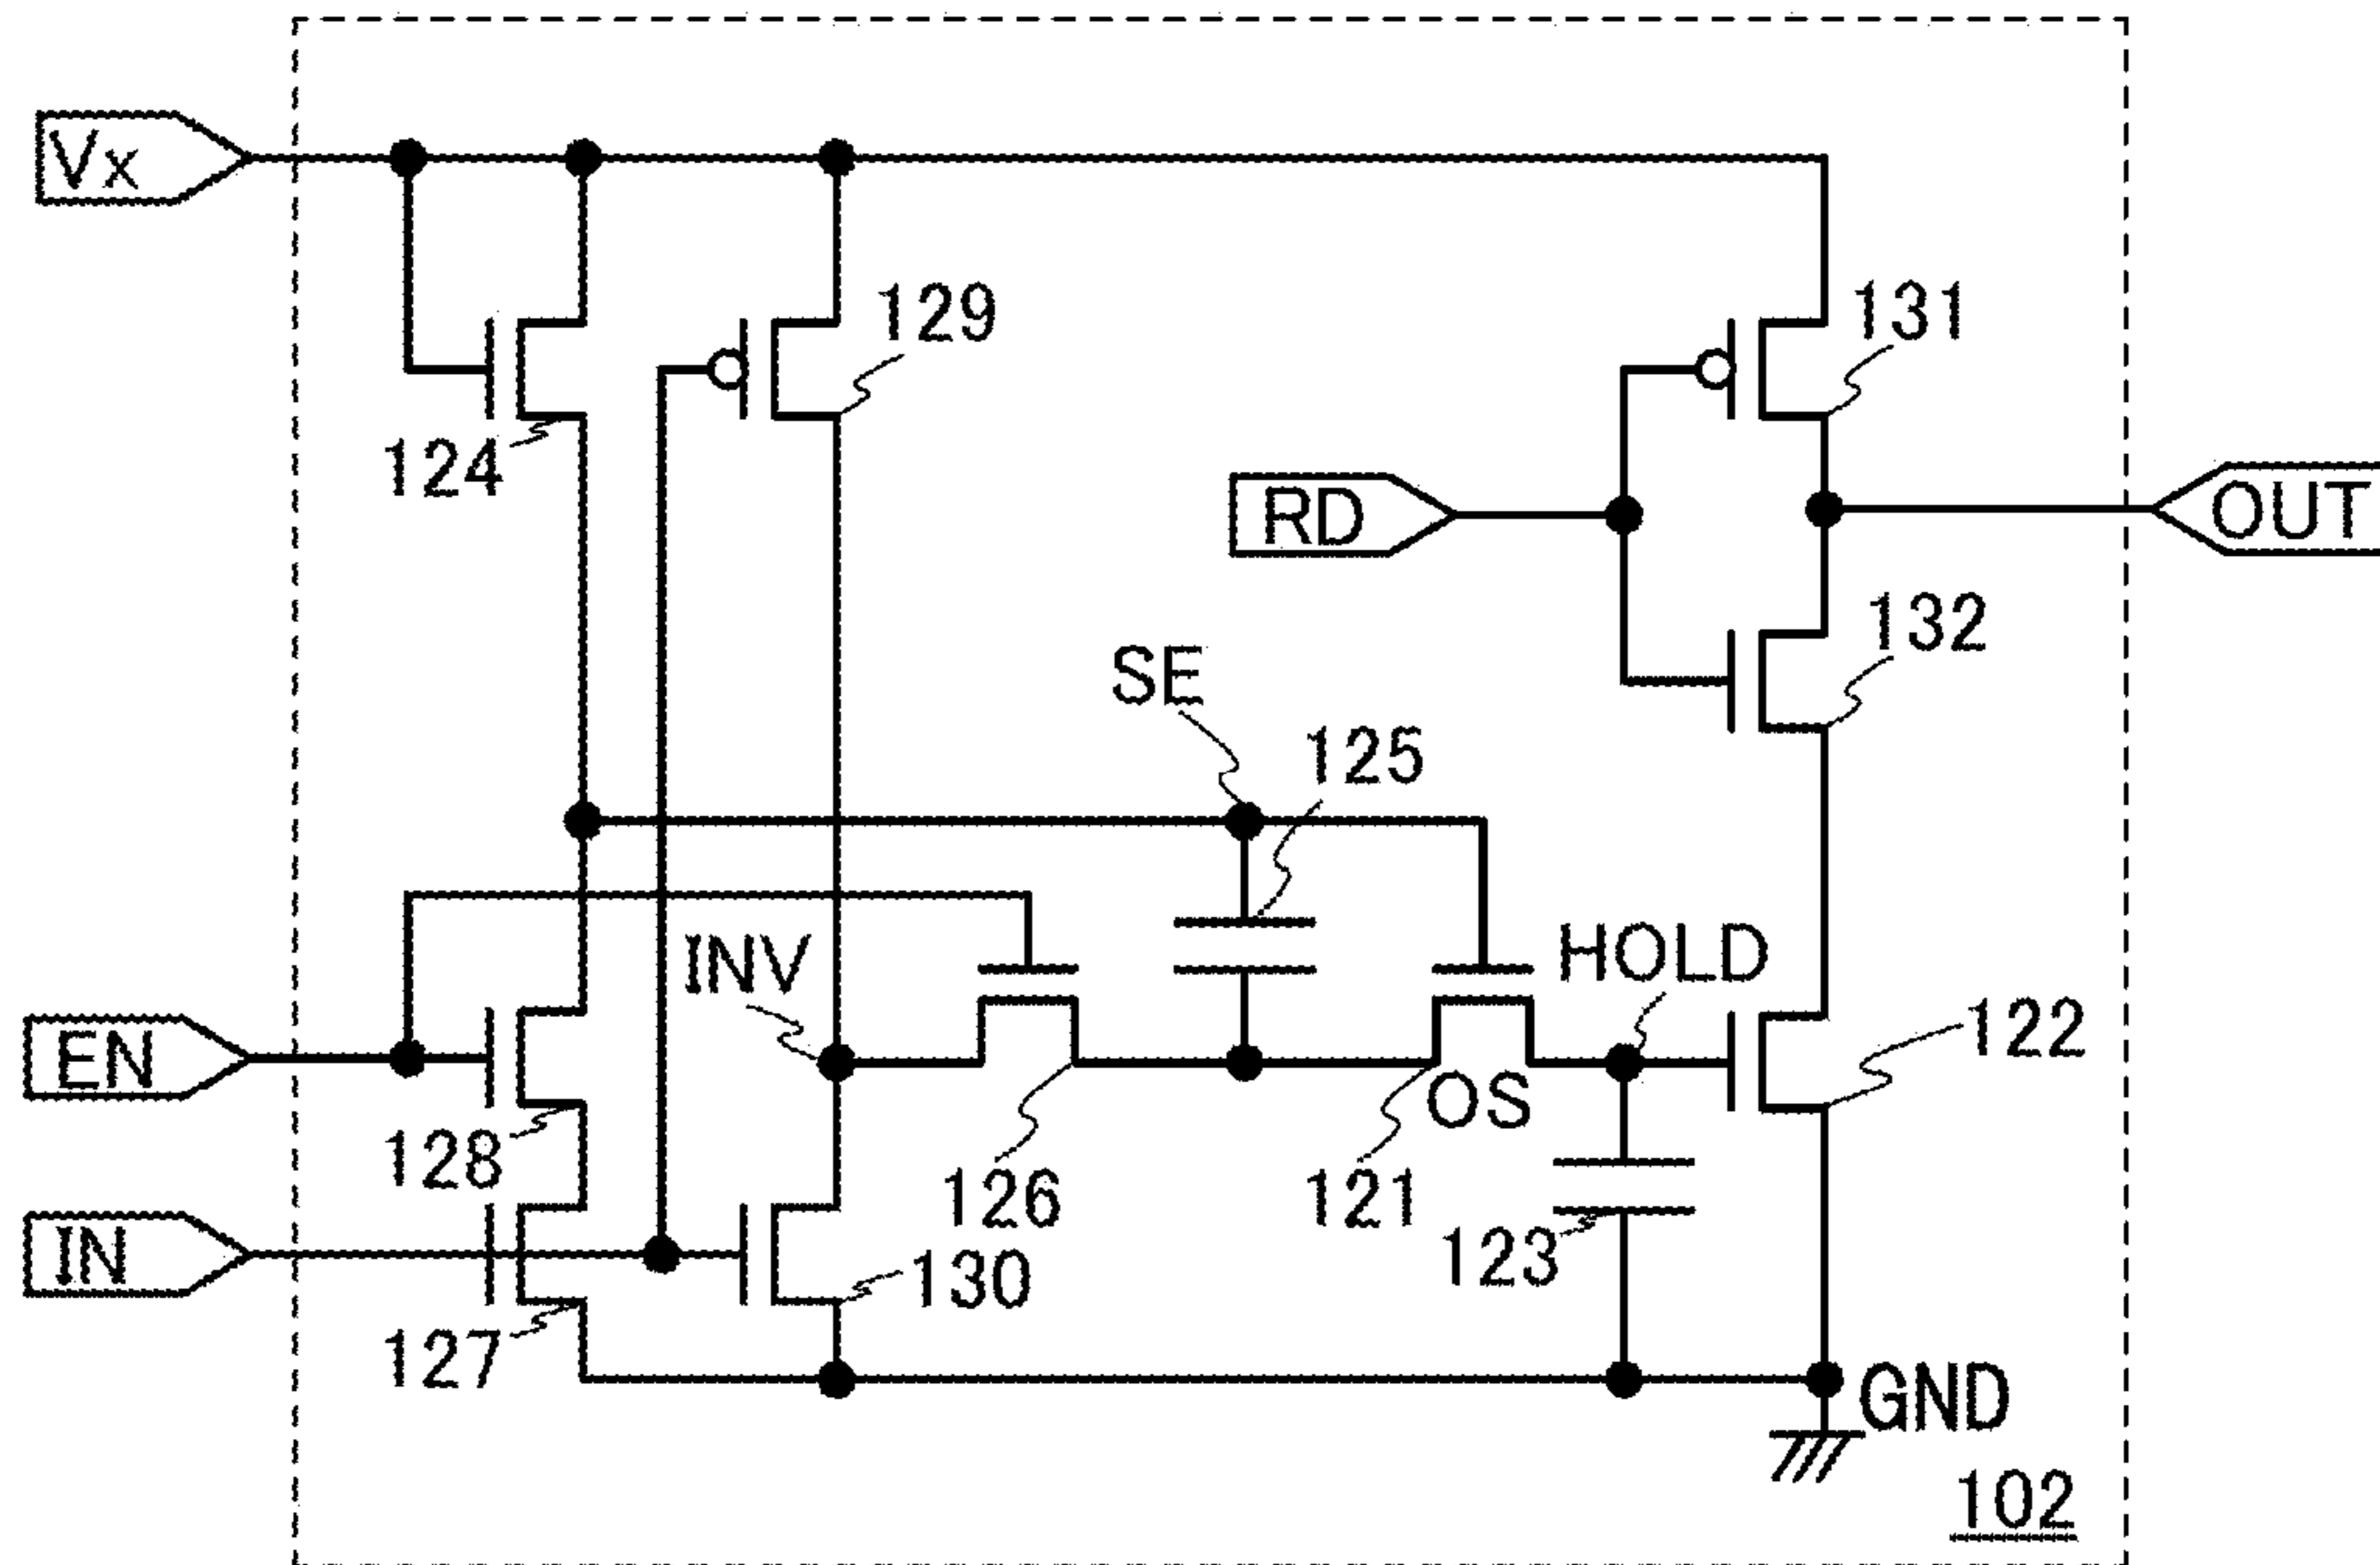 Vx
129
131
124
RD
OUT
132
SE
125
INV
HOLD
EN
122
OS
128
126
121
IN
123
130
127
GND
102